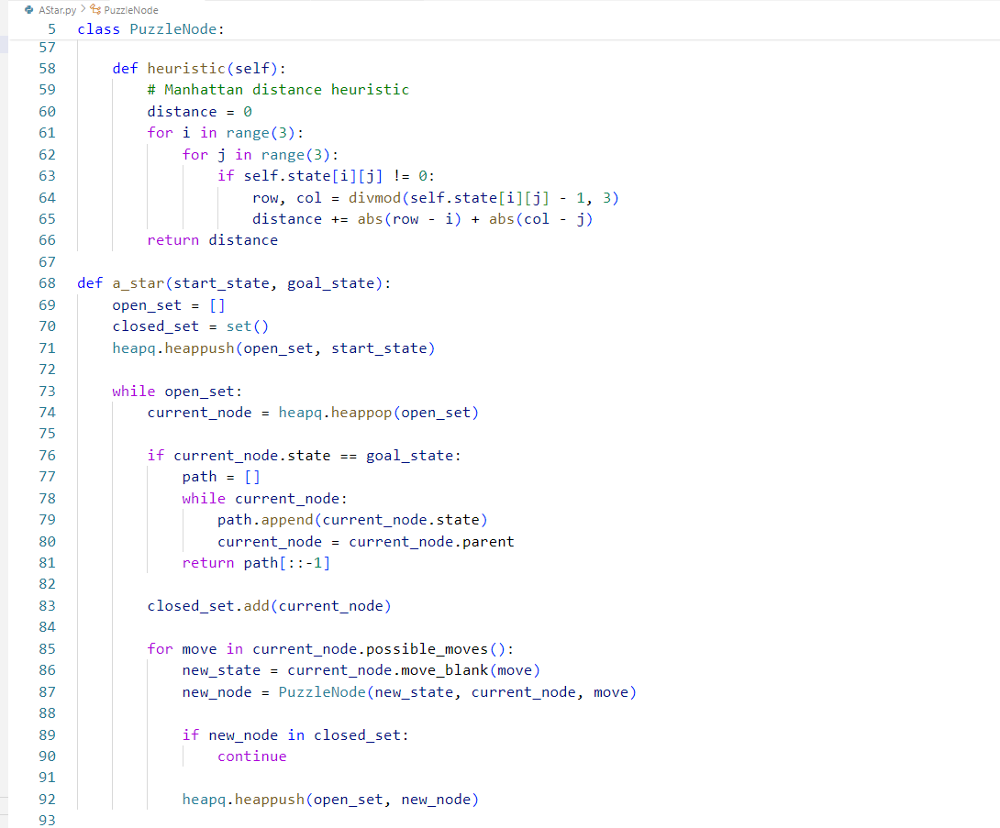 AStar.py > PuzzleNode
5 class PuzzleNode:
57
58     def heuristic(self):
59         # Manhattan distance heuristic
60         distance = 0
61         for i in range(3):
62             for j in range(3):
63                 if self.state[i][j] != 0:
64                     row, col = divmod(self.state[i][j] - 1, 3)
65                     distance += abs(row - i) + abs(col - j)
66         return distance
67
68 def a_star(start_state, goal_state):
69     open_set = []
70     closed_set = set()
71     heapq.heappush(open_set, start_state)
72
73     while open_set:
74         current_node = heapq.heappop(open_set)
75
76         if current_node.state == goal_state:
77             path = []
78             while current_node:
79                 path.append(current_node.state)
80                 current_node = current_node.parent
81             return path[::-1]
82
83         closed_set.add(current_node)
84
85         for move in current_node.possible_moves():
86             new_state = current_node.move_blank(move)
87             new_node = PuzzleNode(new_state, current_node, move)
88
89             if new_node in closed_set:
90                 continue
91
92             heapq.heappush(open_set, new_node)
93